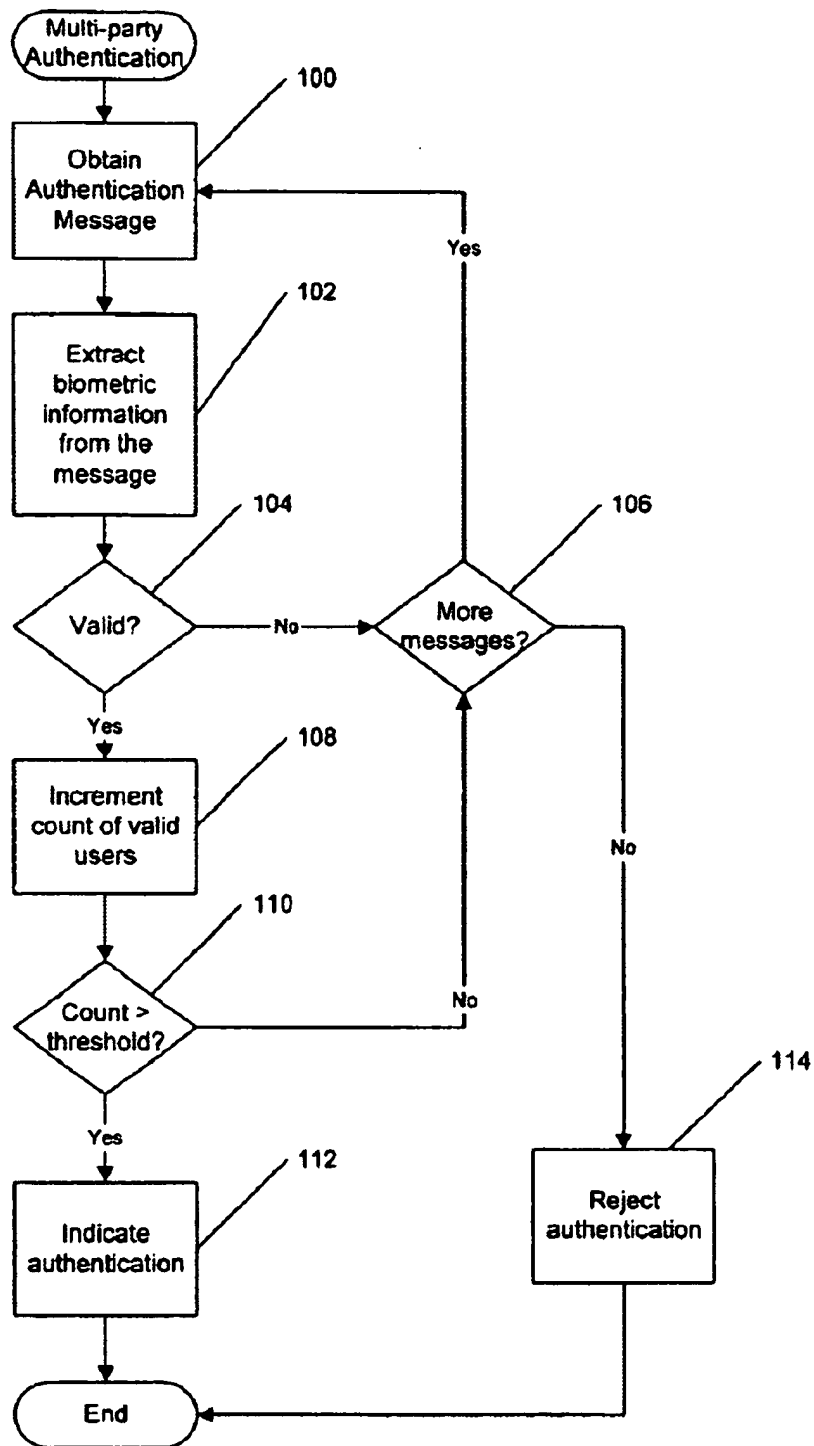 Multi-party
Authentication
100
Obtain
Authentication
Message
Yes
102
Extract
biometric
information
from the
message
104
106
Valid?
No
More
messages?
Yes
108
Increment
count of valid
users
No
110
Count >
threshold?
No
114
Yes
112
Indicate
authentication
Reject
authentication
End